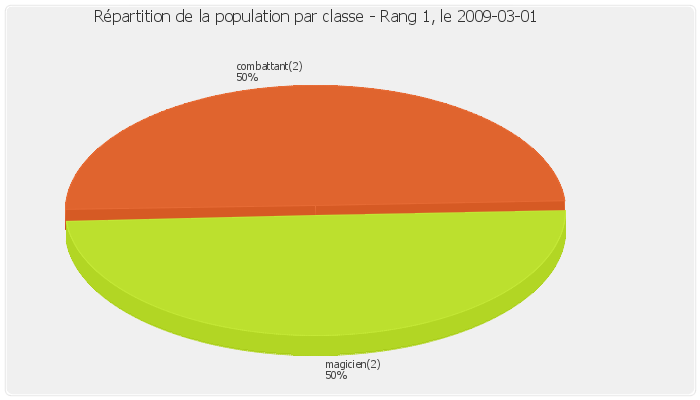 Répartition de la population par classe - Rang 1, le 2009-03-01
combattant(2)
50%
magicien(2)
50%